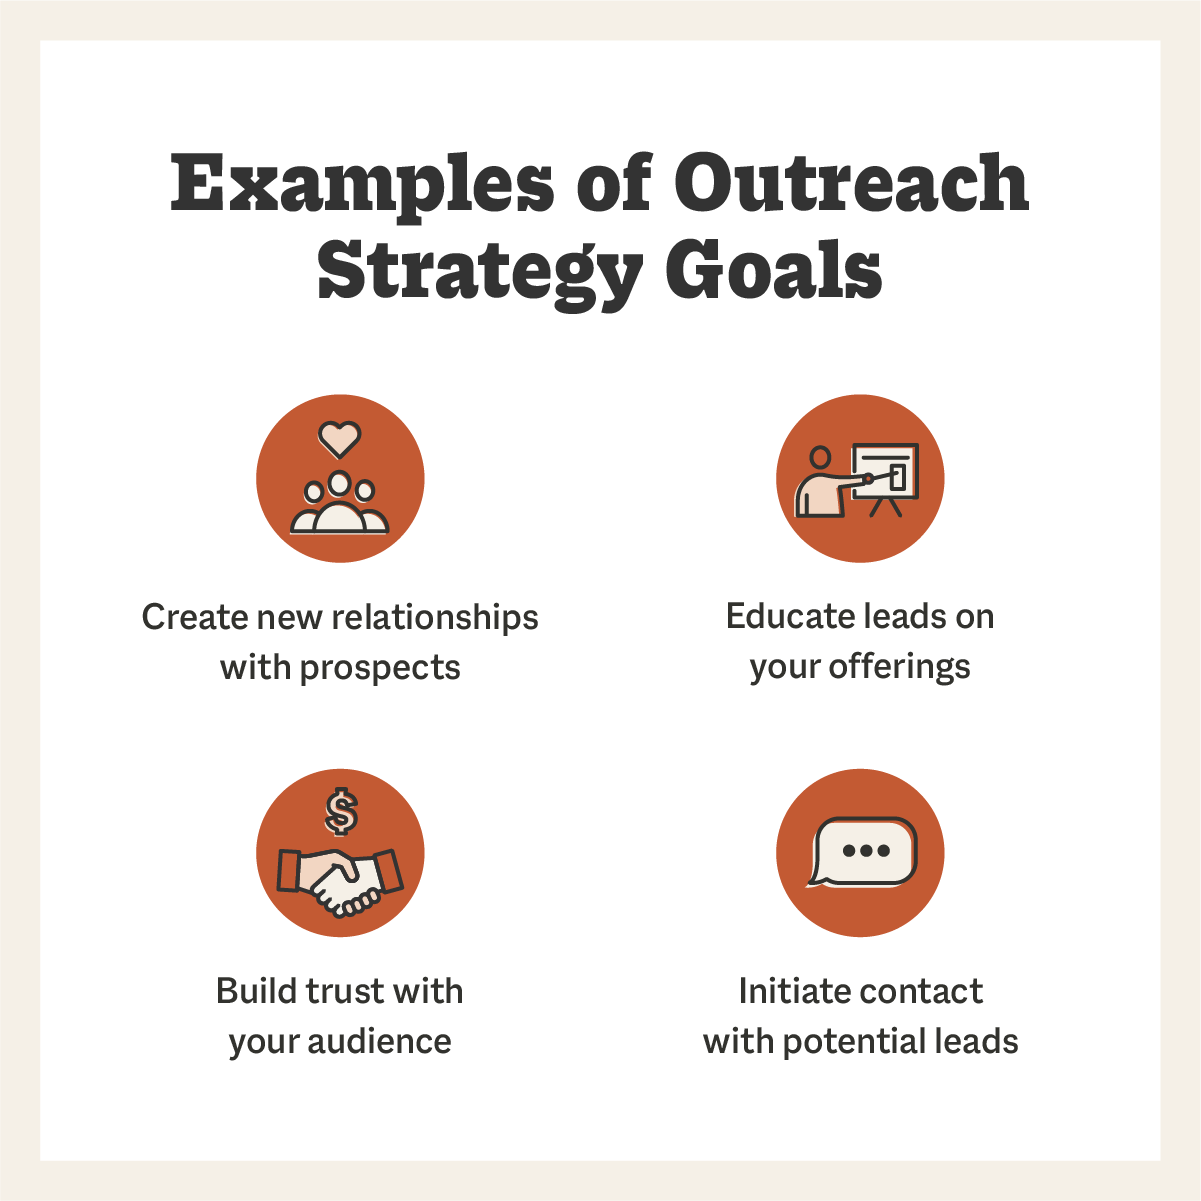 Examples of Outreach
Strategy Goals
Create new relationships
with prospects
Educate leads on
your offerings
$
Build trust with
your audience
Initiate contact
with potential leads